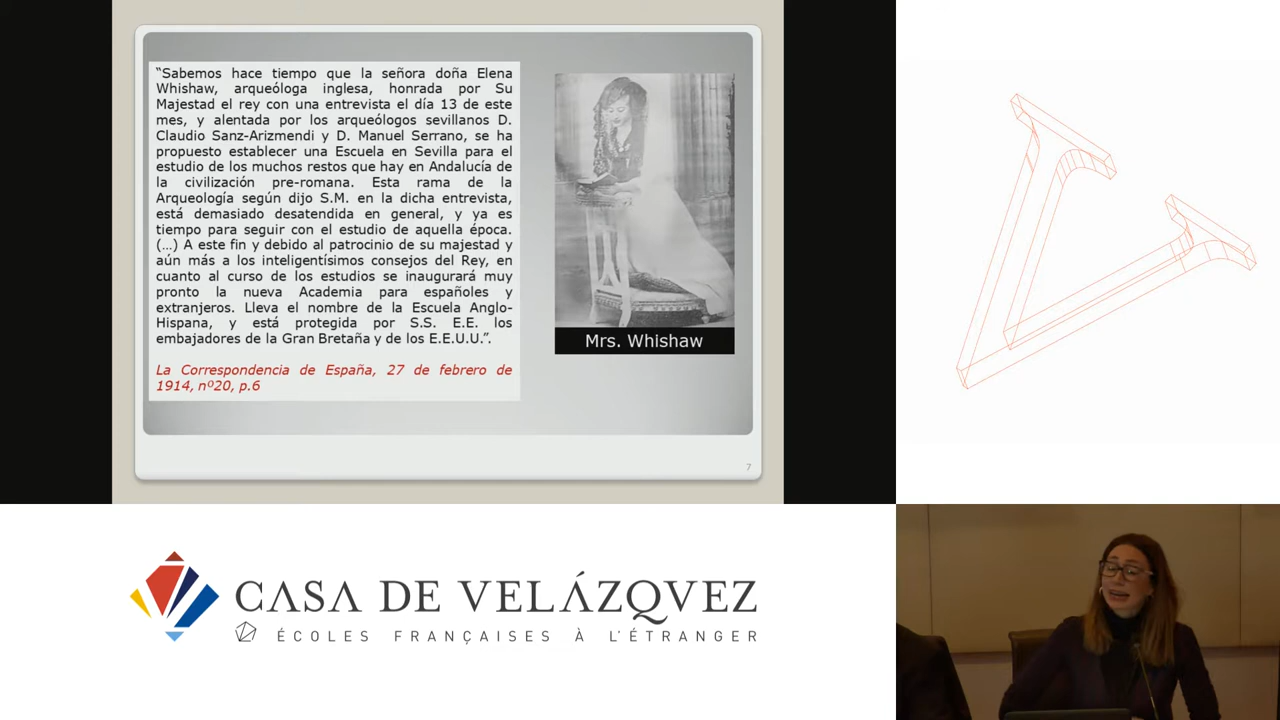 “Sabemos hace tiempo que la señora doña Elena
Whishaw, arqueóloga inglesa, honrada por Su
Majestad el rey con una entrevista el día 13 de este
mes, y alentada por los arqueólogos sevillanos D.
Claudio Sanz-Arizmendi y D. Manuel Serrano, se ha
propuesto establecer una Escuela en Sevilla para el
estudio de los muchos restos que hay en Andalucía de
la civilización pre-romana. Esta rama de la
Arqueología según dijo S.M. en la dicha entrevista,
está demasiado desatendida en general, y ya es
tiempo para seguir con el estudio de aquella época.
(…) A este fin y debido al patrocinio de su majestad y
aún más a los inteligentísimos consejos del Rey, en
cuanto al curso de los estudios se inaugurará muy
pronto la nueva Academia para españoles y
extranjeros. Lleva el nombre de la Escuela Anglo-
Hispana, y está protegida por S.S. E.E. los
embajadores de la Gran Bretaña y de los E.E.U.U.”.
La Correspondencia de España, 27 de febrero de
1914, nº20, p.6
Mrs. Whishaw
7
CASA DE VELÁZQVEZ
ÉCOLES FRANÇAISES À L'ÉTRANGER